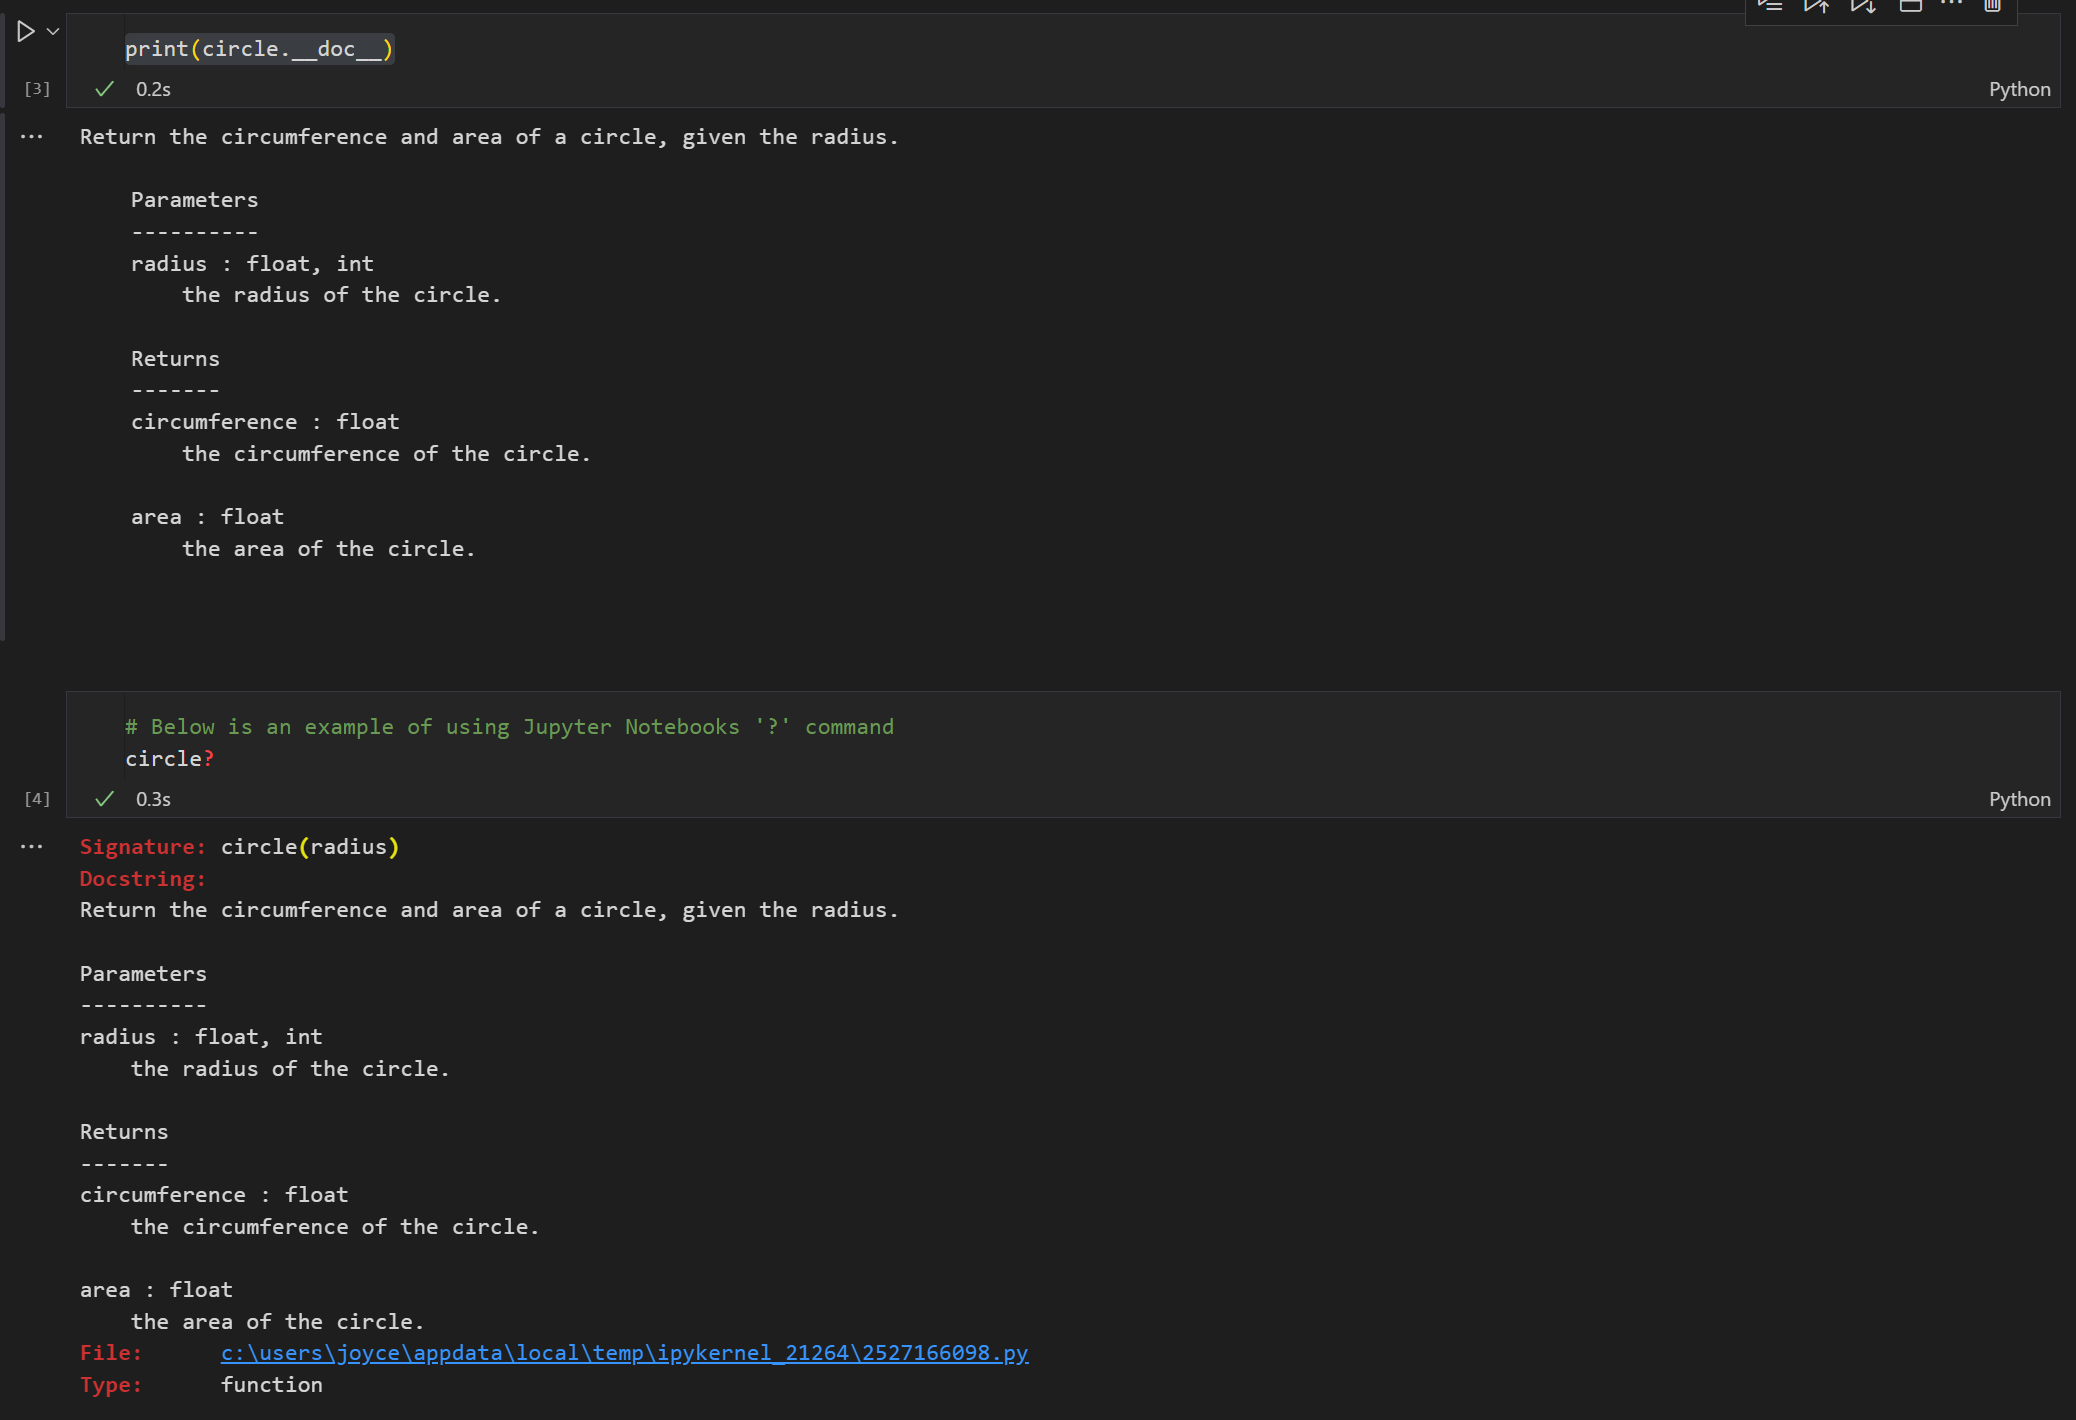 print(circle.__doc__)
[3]
0.2s
Python
Return the circumference and area of a circle, given the radius.
Parameters
----------
radius : float, int
the radius of the circle.
Returns
-------
circumference : float
the circumference of the circle.
area : float
the area of the circle.
# Below is an example of using Jupyter Notebooks '?' command
circle?
[4]
0.3s
Python
Signature: circle(radius)
Docstring:
Return the circumference and area of a circle, given the radius.
Parameters
----------
radius : float, int
the radius of the circle.
Returns
-------
circumference : float
the circumference of the circle.
area : float
the area of the circle.
File: c:\users\joyce\appdata\local\temp\ipykernel_21264\2527166098.py
Type: function